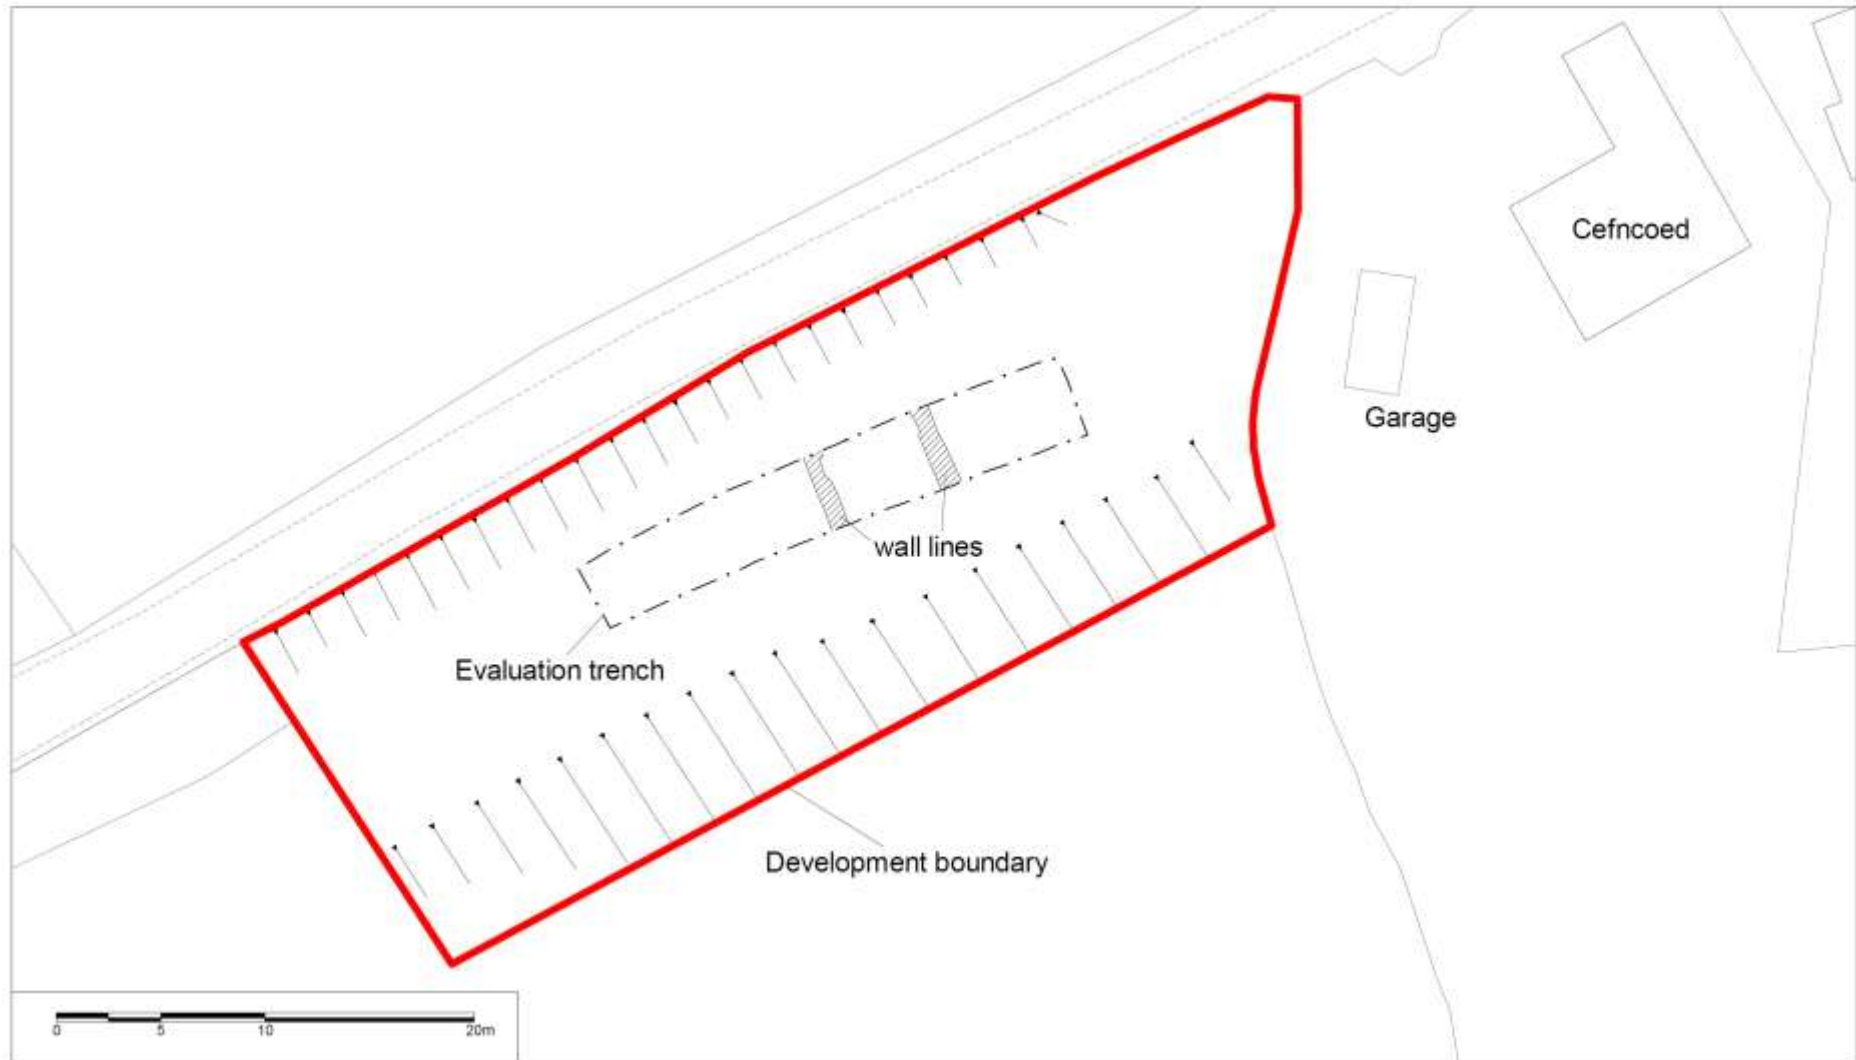 Cefncoed
Garage
wall lines
Evaluation trench
Development boundary
0 5 10 20m